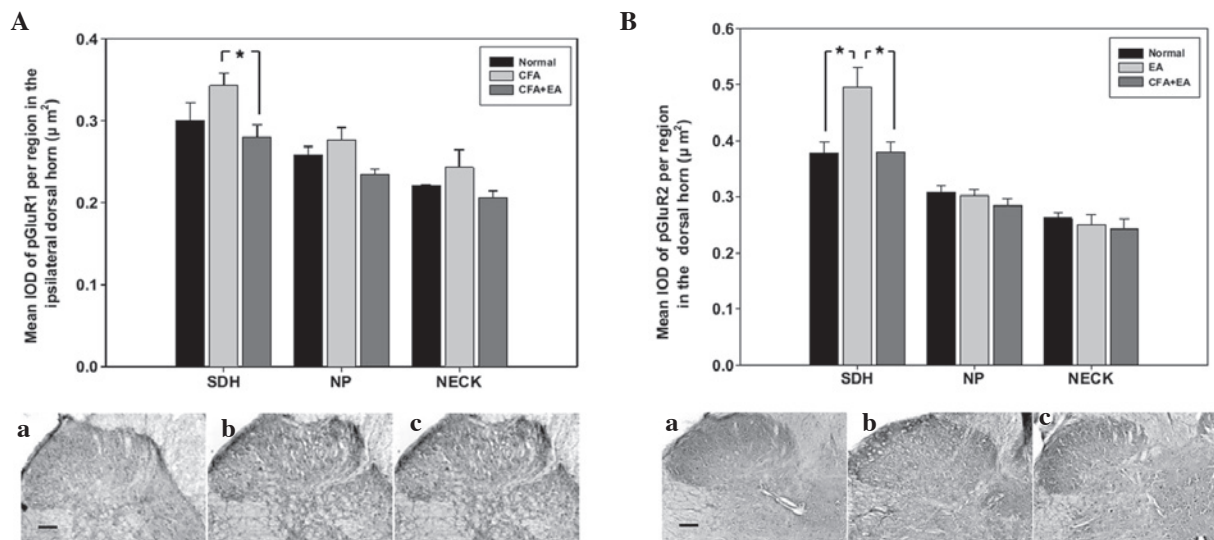 A
Mean IOD of pGluR1 per region in the
ipsilateral dorsal horn (μ m²)
0.4
0.3
0.2
0.1
0.0
Normal
CFA
CFA+EA
*
SDH NP NECK
a b c
B
Mean IOD of pGluR2 per region
in the dorsal horn (μ m²)
0.6
0.5
0.4
0.3
0.2
0.1
0.0
Normal
EA
CFA+EA
* *
SDH NP NECK
a b c